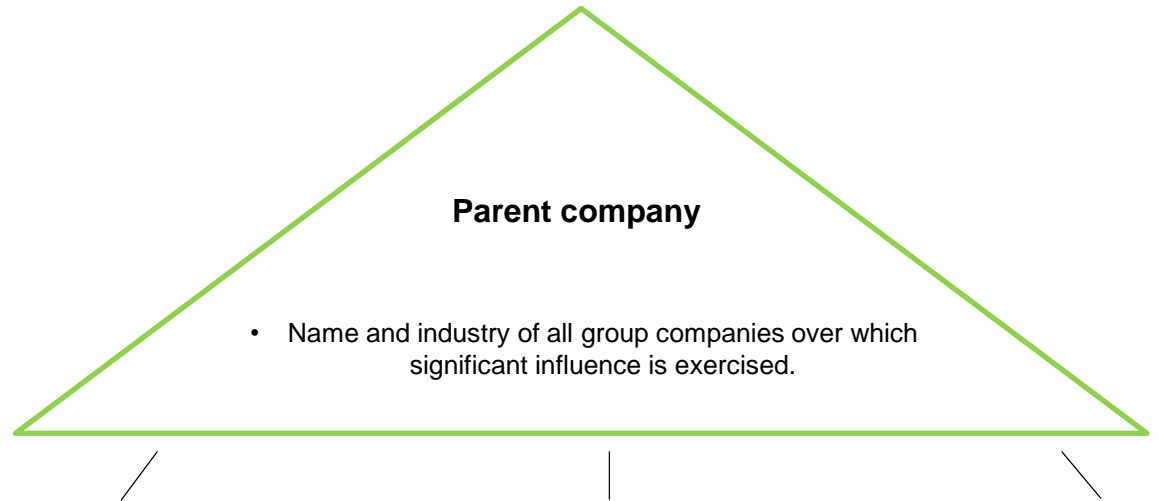 Parent company
• Name and industry of all group companies over which
significant influence is exercised.